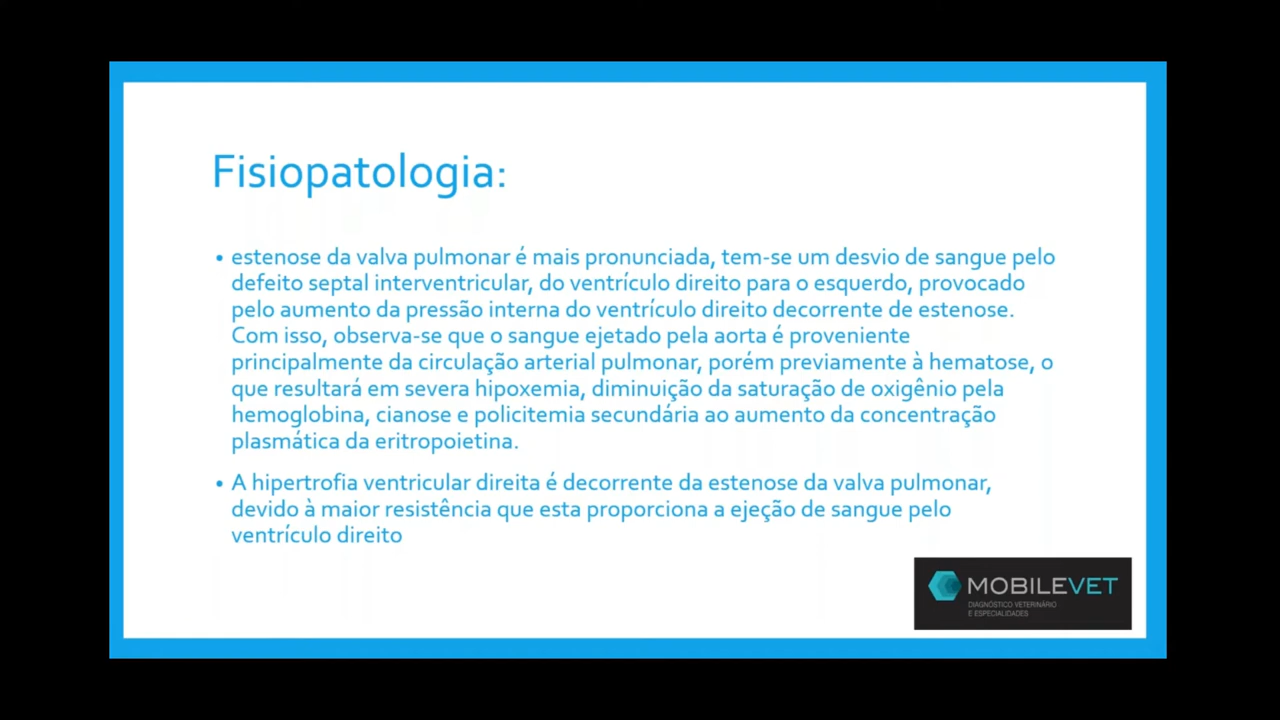 Fisiopatologia:
• estenose da valva pulmonar é mais pronunciada, tem-se um desvio de sangue pelo
defeito septal interventricular, do ventrículo direito para o esquerdo, provocado
pelo aumento da pressão interna do ventrículo direito decorrente de estenose.
Com isso, observa-se que o sangue ejetado pela aorta é proveniente
principalmente da circulação arterial pulmonar, porém previamente à hematose, o
que resultará em severa hipoxemia, diminuição da saturação de oxigênio pela
hemoglobina, cianose e policitemia secundária ao aumento da concentração
plasmática da eritropoietina.
• A hipertrofia ventricular direita é decorrente da estenose da valva pulmonar,
devido à maior resistência que esta proporciona a ejeção de sangue pelo
ventrículo direito
MOBILEVET
DIAGNÓSTICO VETERINÁRIO
E ESPECIALIDADES